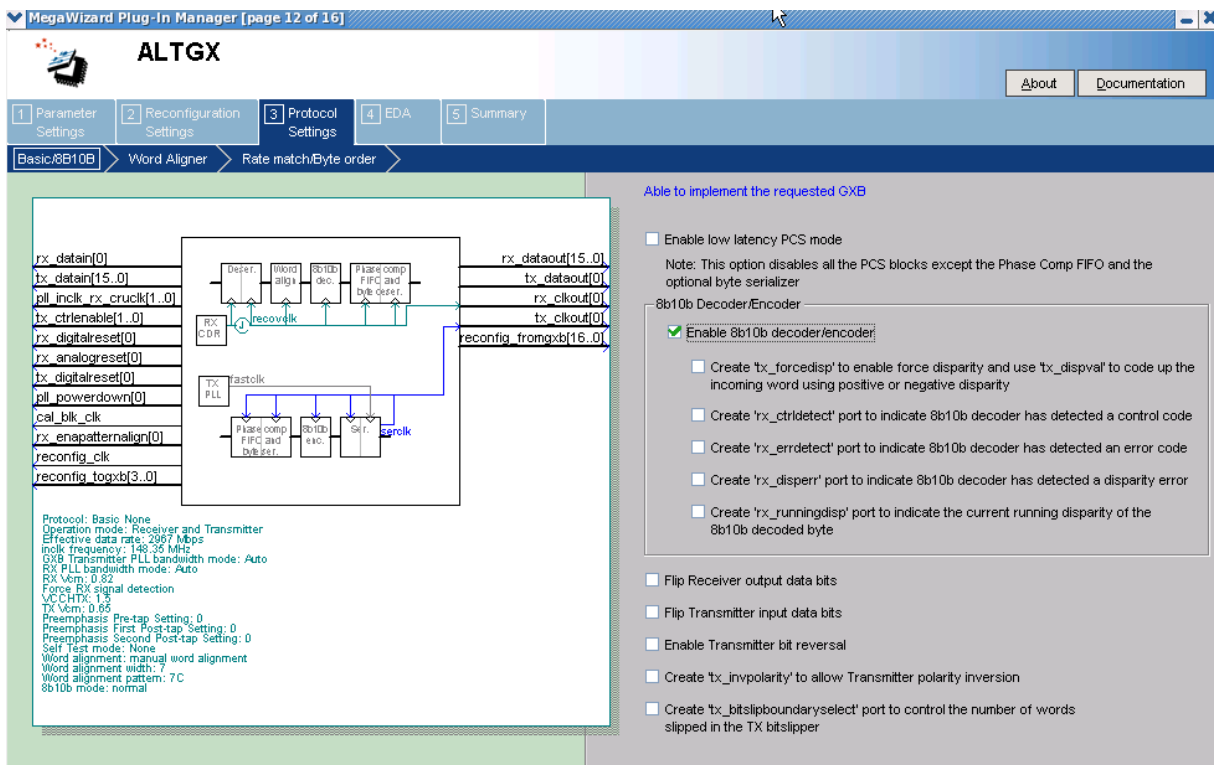 MegaWizard Plug-In Manager [page 12 of 16]
ALTGX
About
Documentation
1 Parameter Settings
2 Reconfiguration Settings
3 Protocol Settings
4 EDA
5 Summary
Basic/8B10B
Word Aligner
Rate match/Byte order
rx_datain[0]
tx_datain[15..0]
pll_inclk_rx_cruclk[1..0]
tx_ctrlenable[1..0]
rx_digitalreset[0]
rx_analogreset[0]
tx_digitalreset[0]
pll_powerdown[0]
cal_blk_clk
rx_enapatternalign[0]
reconfig_clk
reconfig_togxb[3..0]
Deser.
Word
align
8b10b
dec.
Phase comp
FIFO and
byte deser.
RX
CDR
recovclk
TX
PLL
fastclk
Phase comp
FIFO and
byte ser.
8b10b
enc.
Ser.
serclk
rx_dataout[15..0]
tx_dataout[0]
rx_clkout[0]
tx_clkout[0]
reconfig_fromgxb[16..0]
Protocol: Basic None
Operation mode: Receiver and Transmitter
Effective data rate: 2967 Mbps
inclk frequency: 148.35 MHz
GXB Transmitter PLL bandwidth mode: Auto
RX PLL bandwidth mode: Auto
RX Vcm: 0.82
Force RX signal detection
VCCHTX: 1.5
TX Vcm: 0.65
Preemphasis Pre-tap Setting: 0
Preemphasis First Post-tap Setting: 0
Preemphasis Second Post-tap Setting: 0
Self Test mode: None
Word alignment: manual word alignment
Word alignment width: 7
Word alignment pattern: 7C
8b10b mode: normal
Able to implement the requested GXB
Enable low latency PCS mode
Note: This option disables all the PCS blocks except the Phase Comp FIFO and the
optional byte serializer
8b10b Decoder/Encoder
Enable 8b10b decoder/encoder
Create 'tx_forcedisp' to enable force disparity and use 'tx_dispval' to code up the
incoming word using positive or negative disparity
Create 'rx_ctrldetect' port to indicate 8b10b decoder has detected a control code
Create 'rx_errdetect' port to indicate 8b10b decoder has detected an error code
Create 'rx_disperr' port to indicate 8b10b decoder has detected a disparity error
Create 'rx_runningdisp' port to indicate the current running disparity of the
8b10b decoded byte
Flip Receiver output data bits
Flip Transmitter input data bits
Enable Transmitter bit reversal
Create 'tx_invpolarity' to allow Transmitter polarity inversion
Create 'tx_bitslipboundaryselect' port to control the number of words
slipped in the TX bitslipper